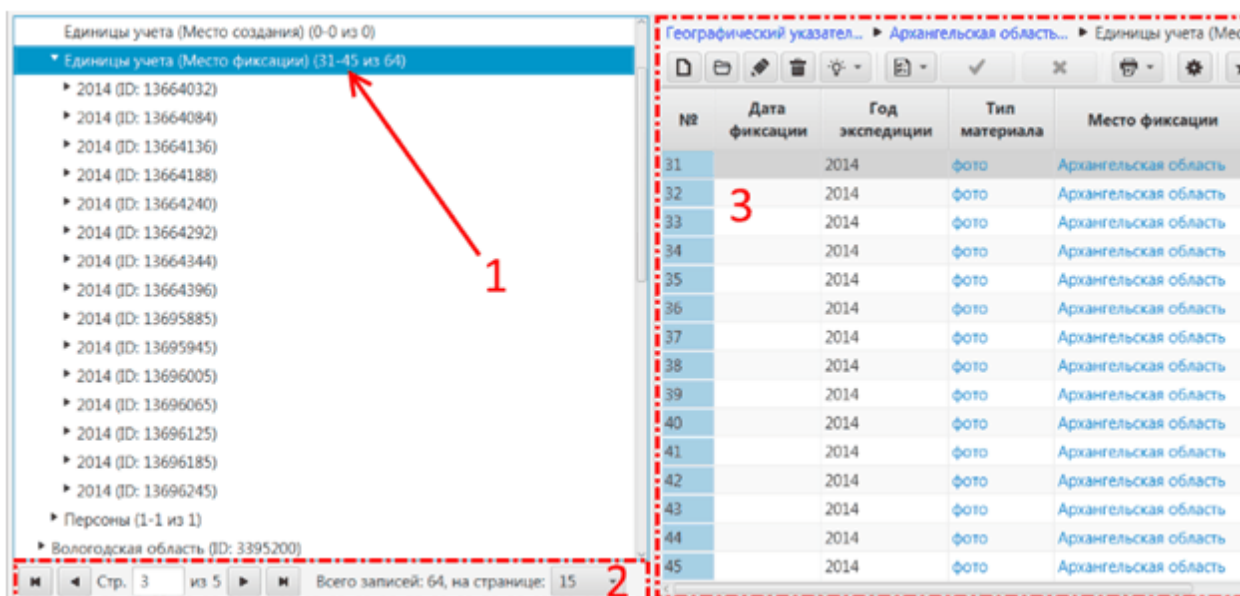 Единицы учета (Место создания) (0-0 из 0)
Единицы учета (Место фиксации) (31-45 из 64)
2014 (ID: 13664032)
2014 (ID: 13664084)
2014 (ID: 13664136)
2014 (ID: 13664188)
2014 (ID: 13664240)
2014 (ID: 13664292)
2014 (ID: 13664344)
2014 (ID: 13664396)
2014 (ID: 13695885)
2014 (ID: 13695945)
2014 (ID: 13696005)
2014 (ID: 13696065)
2014 (ID: 13696125)
2014 (ID: 13696185)
2014 (ID: 13696245)
Персоны (1-1 из 1)
Вологодская область (ID: 3395200)
Стр. 3 из 5 Всего записей: 64, на странице: 15
1
2
Географический указател... Архангельская область... Единицы учета (Мес
№ Дата фиксации Год экспедиции Тип материала Место фиксации
31 2014 фото Архангельская область
32 2014 фото Архангельская область
33 2014 фото Архангельская область
34 2014 фото Архангельская область
35 2014 фото Архангельская область
36 2014 фото Архангельская область
37 2014 фото Архангельская область
38 2014 фото Архангельская область
39 2014 фото Архангельская область
40 2014 фото Архангельская область
41 2014 фото Архангельская область
42 2014 фото Архангельская область
43 2014 фото Архангельская область
44 2014 фото Архангельская область
45 2014 фото Архангельская область
3